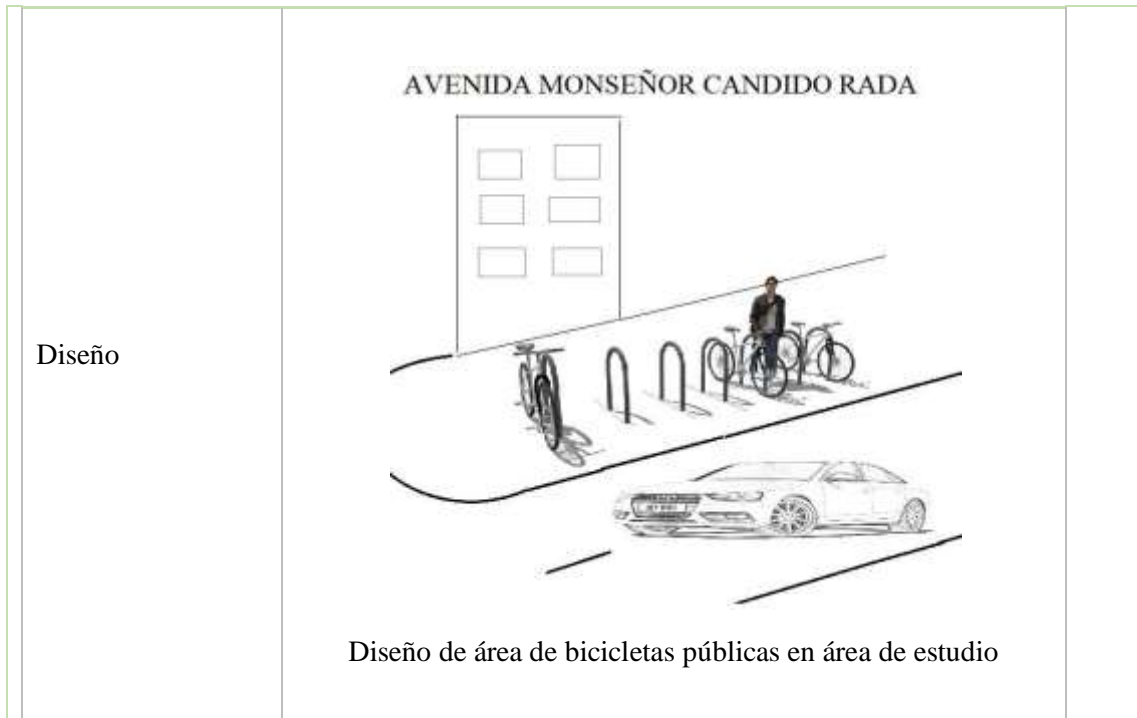 AVENIDA MONSEÑOR CANDIDO RADA
Diseño
Diseño de área de bicicletas públicas en área de estudio